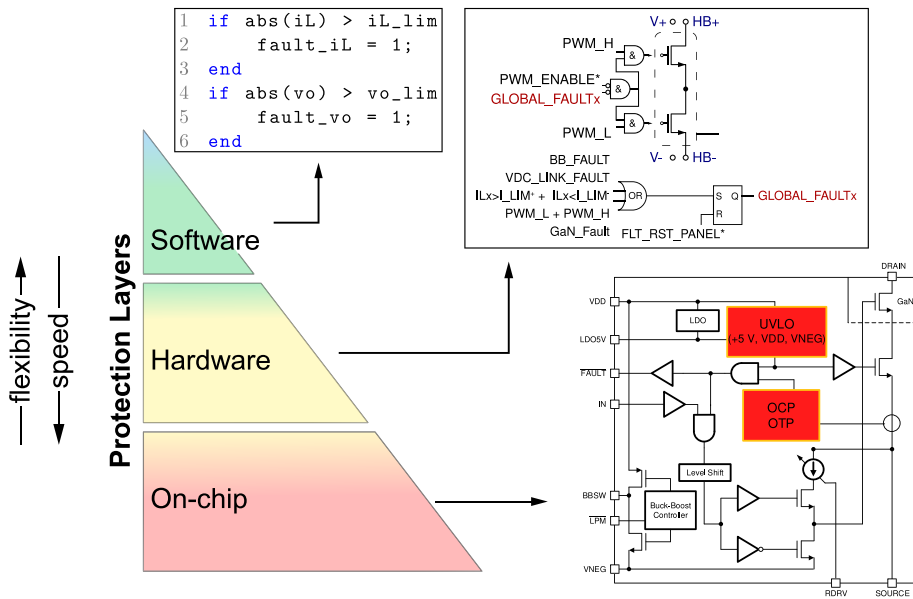 1 if abs(iL) > iL_lim
2 fault_iL = 1;
3 end
4 if abs(vo) > vo_lim
5 fault_vo = 1;
6 end
V+ HB+
PWM_H
&
PWM_ENABLE*
&
GLOBAL_FAULTx
&
PWM_L
V- HB-
BB_FAULT
VDC_LINK_FAULT
ILx>I_LIM⁺ + ILx<I_LIM⁻
PWM_L + PWM_H
GaN_Fault
OR
S Q
R
GLOBAL_FAULTx
FLT_RST_PANEL*
flexibility
speed
Protection Layers
Software
Hardware
On-chip
DRAIN
GaN
VDD
LDO
UVLO
(+5 V, VDD, VNEG)
LDO5V
FAULT
IN
OCP
OTP
Level Shift
BBSW
Buck-Boost
Controller
LPM
VNEG
RDRV
SOURCE